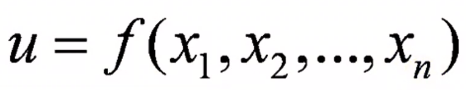 u = f(x₁, x₂,..., xₙ)